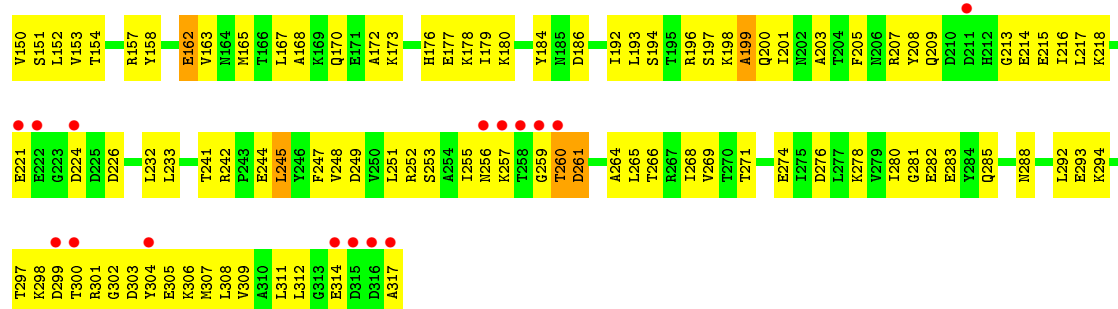 V150 S151 L152 V153 T154 R157 Y158 E162 V163 N164 M165 T166 L167 A168 K169 Q170 E171 A172 K173 H176 E177 K178 I179 K180 Y184 N185 D186 I192 L193 S194 T195 R196 S197 K198 A199 Q200 I201 N202 A203 T204 F205 N206 R207 Y208 Q209 D210 D211 H212 G213 E214 E215 I216 L217 K218
E221 E222 G223 D224 D225 D226 L232 L233 T241 R242 P243 E244 L245 Y246 F247 V248 D249 V250 L251 R252 S253 A254 I255 N256 K257 T258 G259 T260 D261 A264 L265 T266 R267 I268 V269 T270 T271 E274 I275 D276 L277 K278 V279 I280 G281 E282 E283 Y284 Q285 N288 L292 E293 K294
T297 K298 D299 T300 R301 G302 D303 Y304 E305 K306 M307 L308 V309 A310 L311 L312 G313 E314 D315 D316 A317